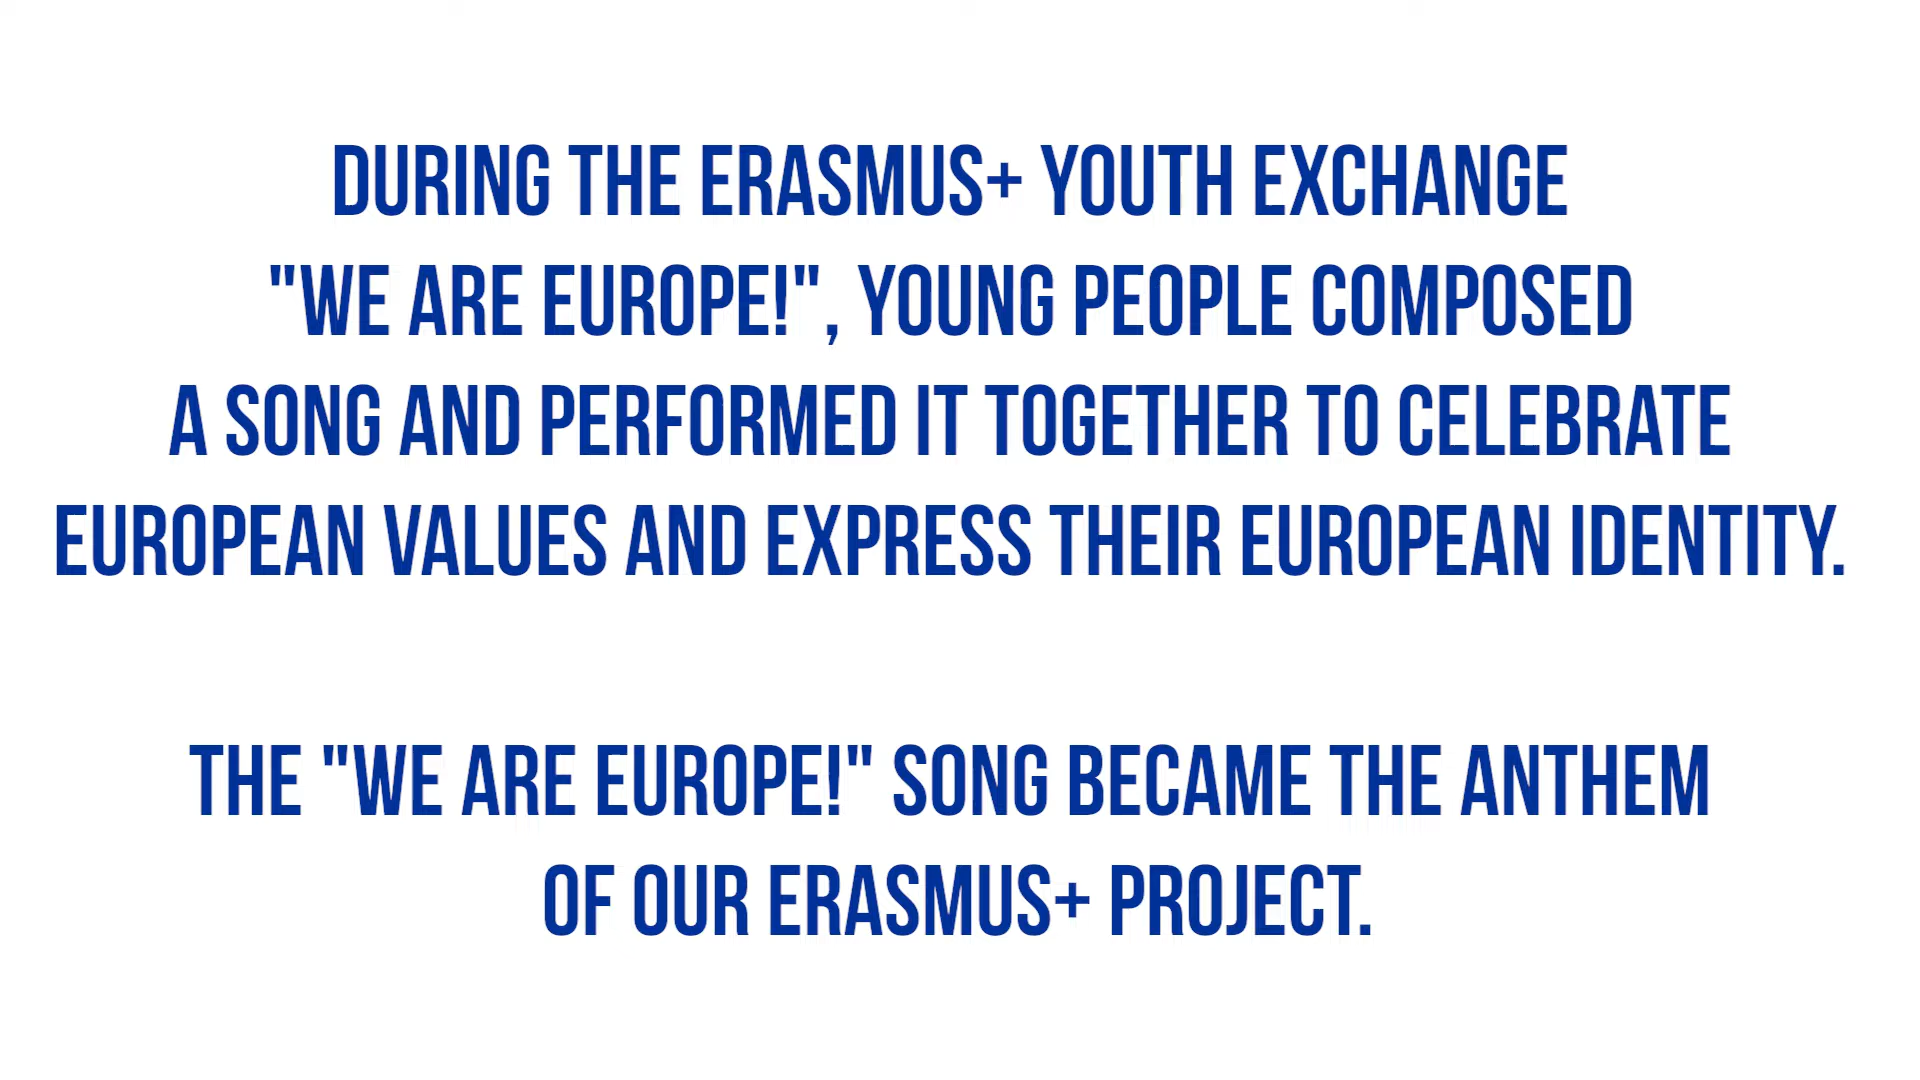 DURING THE ERASMUS+ YOUTH EXCHANGE
"WE ARE EUROPE!", YOUNG PEOPLE COMPOSED
A SONG AND PERFORMED IT TOGETHER TO CELEBRATE
EUROPEAN VALUES AND EXPRESS THEIR EUROPEAN IDENTITY.
THE "WE ARE EUROPE!" SONG BECAME THE ANTHEM
OF OUR ERASMUS+ PROJECT.